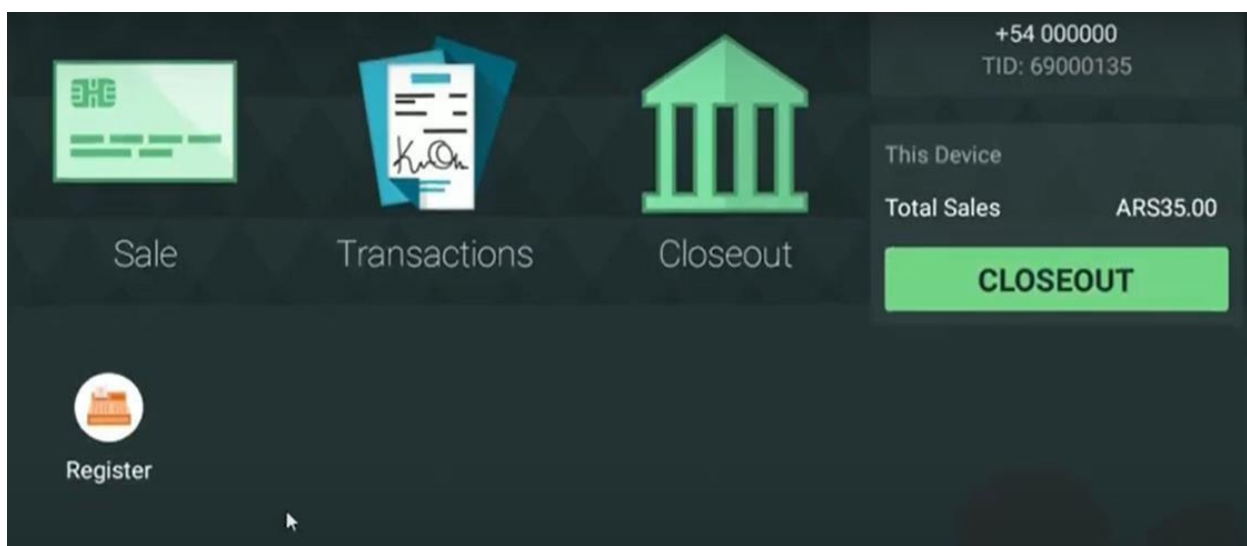 +54 000000
TID: 69000135
This Device
Total Sales ARS35.00
CLOSEOUT
Sale
Transactions
Closeout
Register